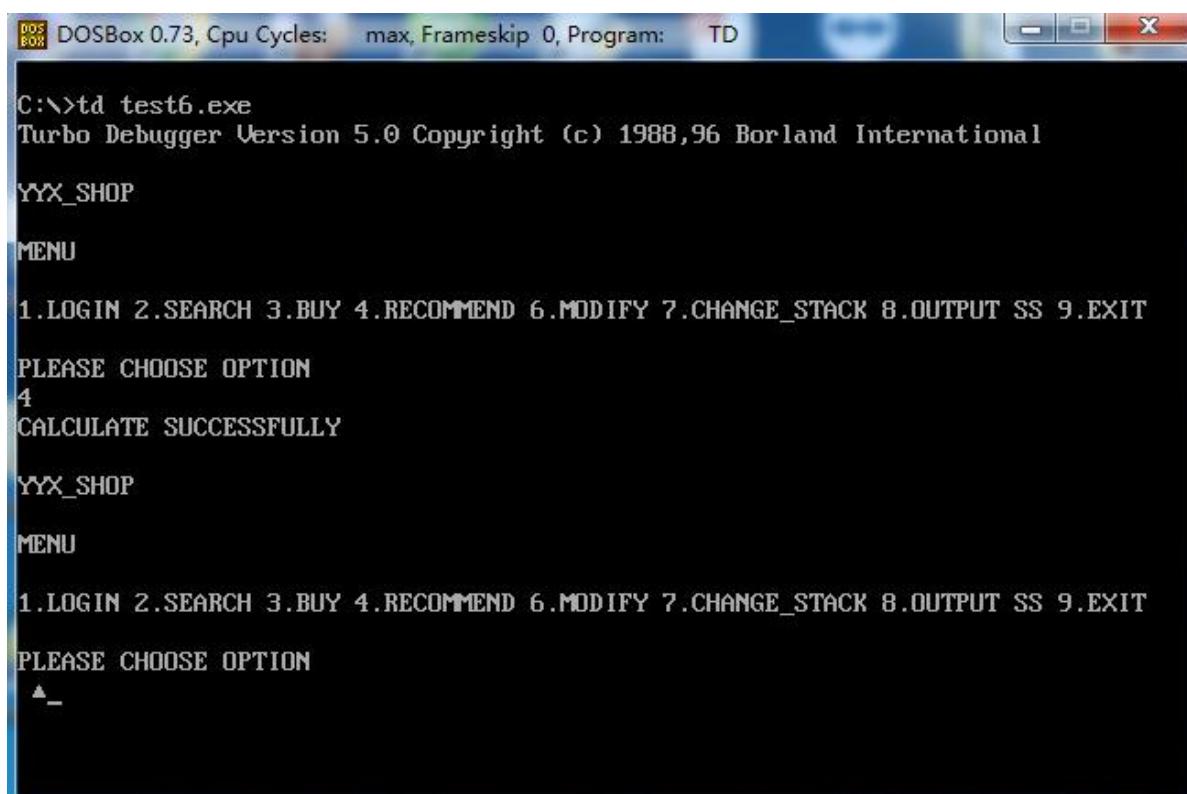 DOSBox 0.73, Cpu Cycles: max, Frameskip 0, Program: TD
C:\>td test6.exe
Turbo Debugger Version 5.0 Copyright (c) 1988,96 Borland International
YYX_SHOP
MENU
1.LOGIN 2.SEARCH 3.BUY 4.RECOMMEND 6.MODIFY 7.CHANGE_STACK 8.OUTPUT SS 9.EXIT
PLEASE CHOOSE OPTION
4
CALCULATE SUCCESSFULLY
YYX_SHOP
MENU
1.LOGIN 2.SEARCH 3.BUY 4.RECOMMEND 6.MODIFY 7.CHANGE_STACK 8.OUTPUT SS 9.EXIT
PLEASE CHOOSE OPTION
▲_